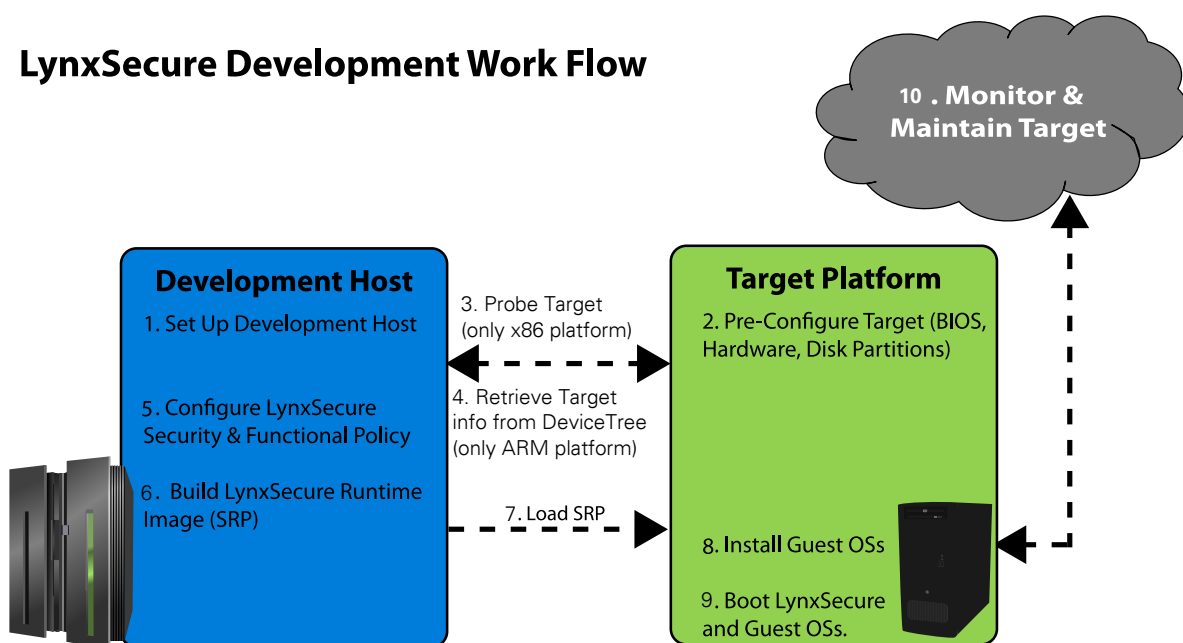 LynxSecure Development Work Flow
10 . Monitor &
Maintain Target
Development Host
1. Set Up Development Host
5. Configure LynxSecure
Security & Functional Policy
6. Build LynxSecure Runtime
Image (SRP)
3. Probe Target
(only x86 platform)
4. Retrieve Target
info from DeviceTree
(only ARM platform)
7. Load SRP
Target Platform
2. Pre-Configure Target (BIOS,
Hardware, Disk Partitions)
8. Install Guest OSs
9. Boot LynxSecure
and Guest OSs.